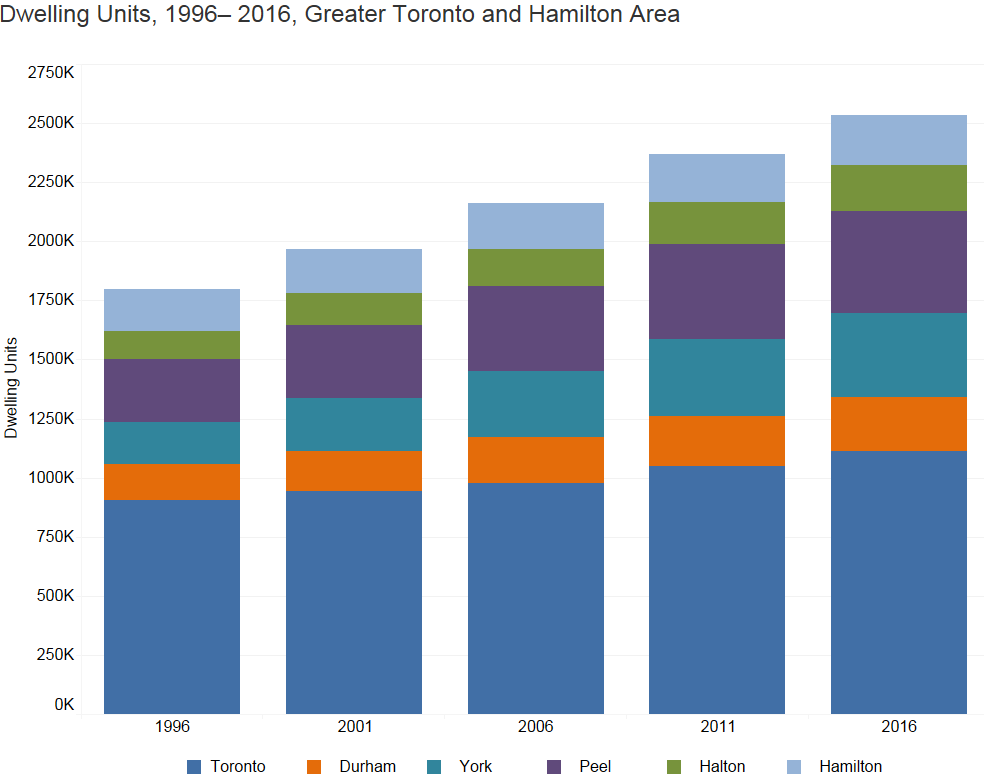 Dwelling Units, 1996– 2016, Greater Toronto and Hamilton Area
2750K
2500K
2250K
2000K
1750K
1500K
1250K
1000K
750K
500K
250K
0K
Dwelling Units
1996 2001 2006 2011 2016
Toronto Durham York Peel Halton Hamilton